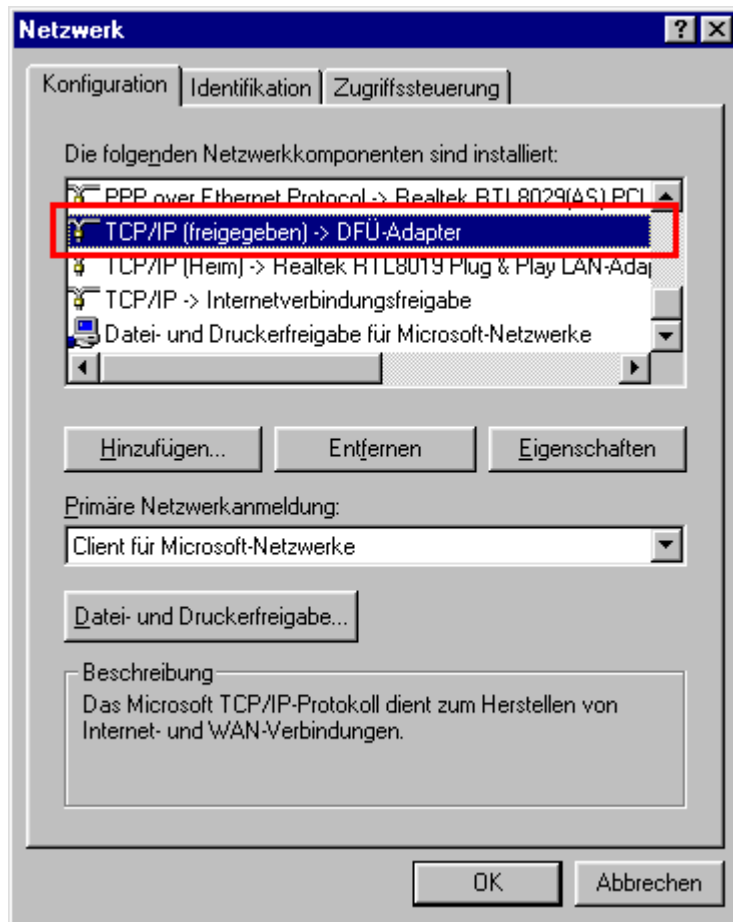 Netzwerk
Konfiguration
Identifikation
Zugriffssteuerung
Die folgenden Netzwerkkomponenten sind installiert:
PPP over Ethernet Protocol -> Realtek RTL8029(AS) PCI
TCP/IP (freigegeben) -> DFÜ-Adapter
TCP/IP (Heim) -> Realtek RTL8019 Plug & Play LAN-Adap
TCP/IP -> Internetverbindungsfreigabe
Datei- und Druckerfreigabe für Microsoft-Netzwerke
Hinzufügen...
Entfernen
Eigenschaften
Primäre Netzwerkanmeldung:
Client für Microsoft-Netzwerke
Datei- und Druckerfreigabe...
Beschreibung
Das Microsoft TCP/IP-Protokoll dient zum Herstellen von
Internet- und WAN-Verbindungen.
OK
Abbrechen